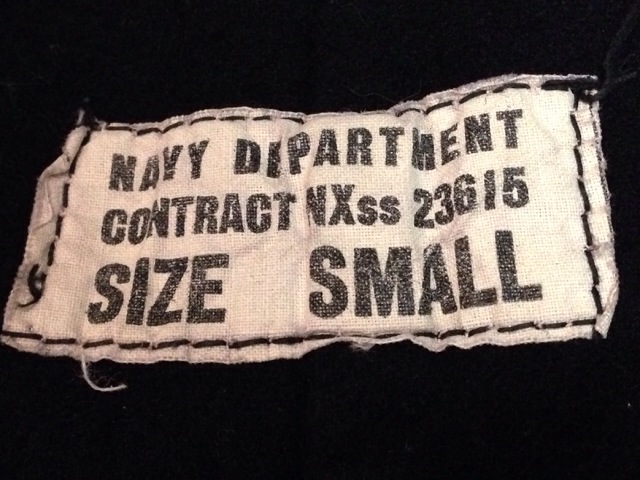 NAVY DEPARTMENT
CONTRACT NXss 23615
SIZE SMALL